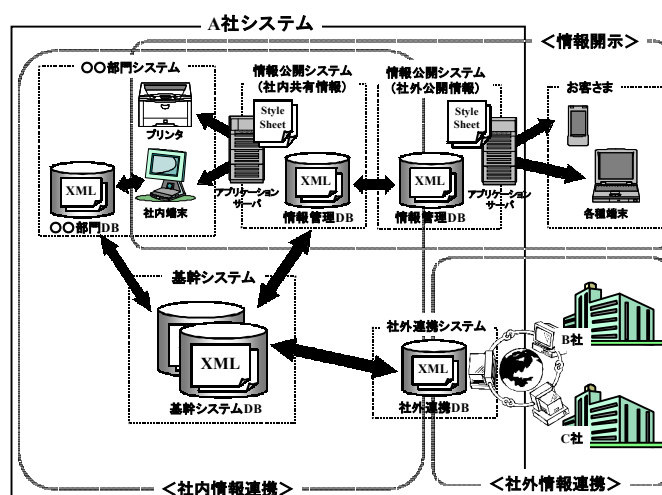 A社システム
<情報開示>
〇〇部門システム
情報公開システム
(社内共有情報)
情報公開システム
(社外公開情報)
お客さま
プリンタ
Style
Sheet
Style
Sheet
XML
社内端末
アプリケーション
サーバ
XML
XML
アプリケーション
サーバ
各種端末
〇〇部門DB
情報管理DB
情報管理DB
基幹システム
社外連携システム
B社
XML
XML
基幹システムDB
社外連携DB
C社
<社内情報連携>
<社外情報連携>